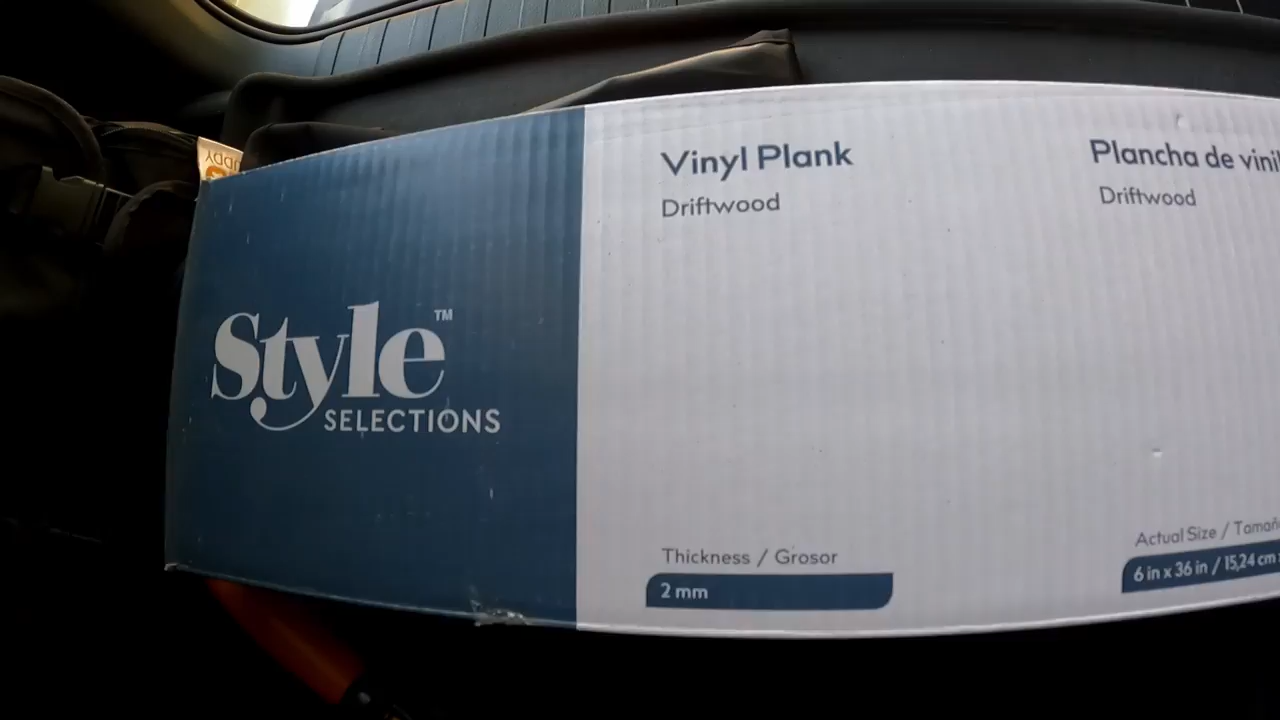 Style™
SELECTIONS
Vinyl Plank
Driftwood
Plancha de vinil
Driftwood
Thickness / Grosor
2 mm
Actual Size / Tamañ
6 in x 36 in / 15,24 cm